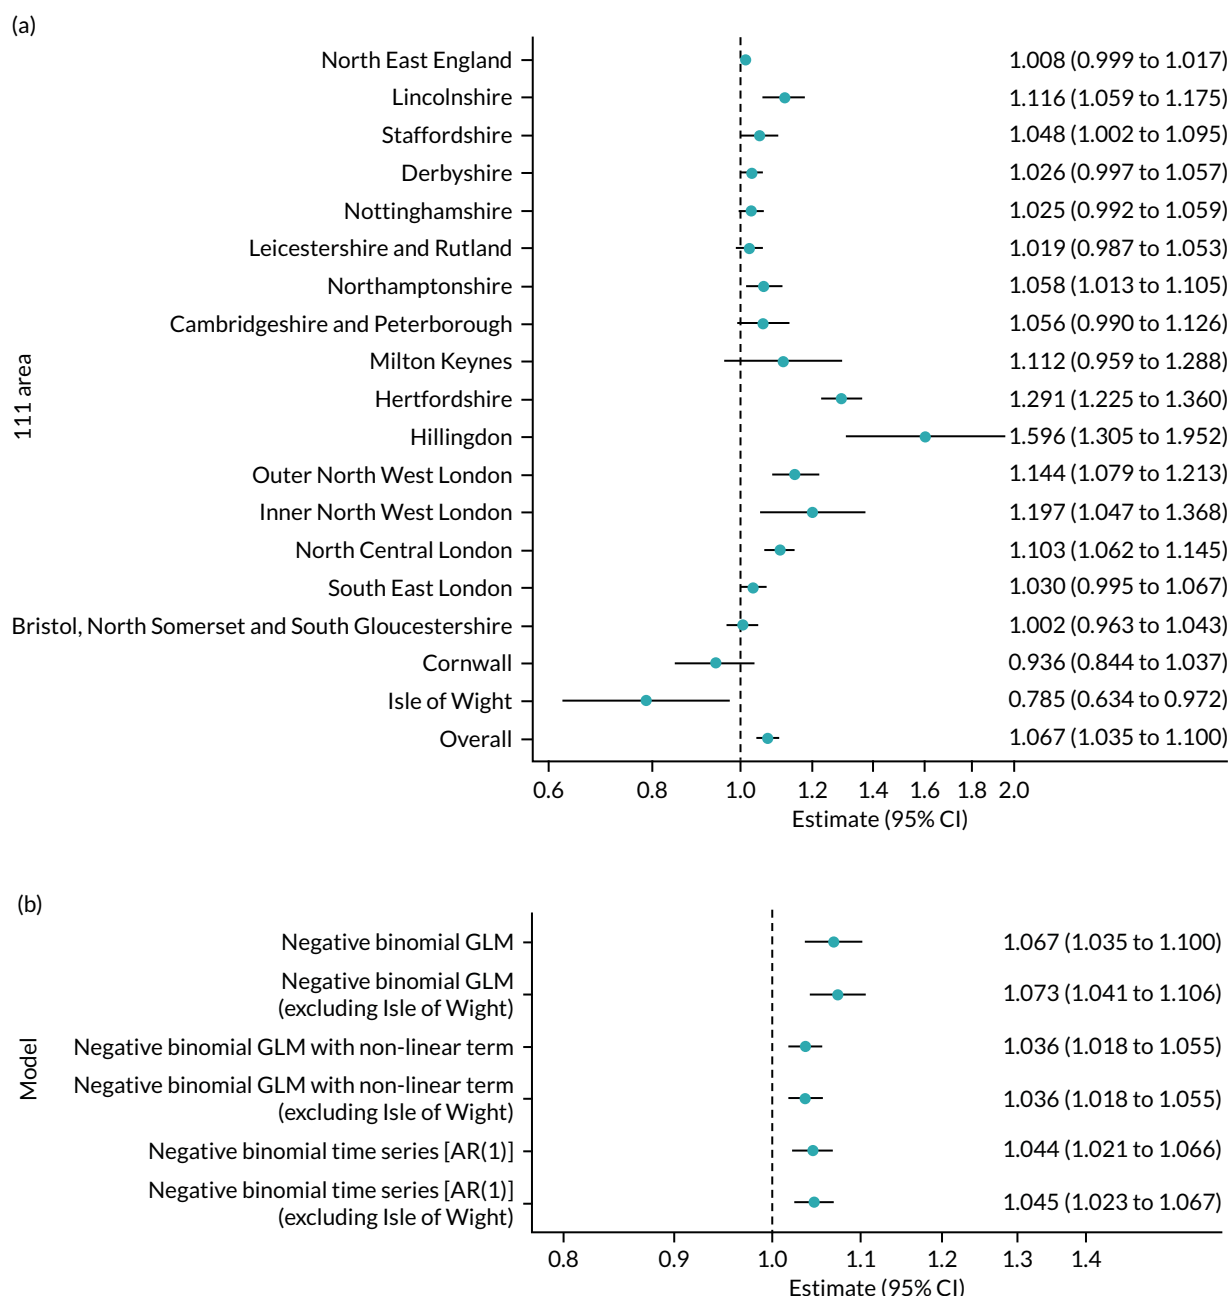 (a)
111 area
North East England 1.008 (0.999 to 1.017)
Lincolnshire 1.116 (1.059 to 1.175)
Staffordshire 1.048 (1.002 to 1.095)
Derbyshire 1.026 (0.997 to 1.057)
Nottinghamshire 1.025 (0.992 to 1.059)
Leicestershire and Rutland 1.019 (0.987 to 1.053)
Northamptonshire 1.058 (1.013 to 1.105)
Cambridgeshire and Peterborough 1.056 (0.990 to 1.126)
Milton Keynes 1.112 (0.959 to 1.288)
Hertfordshire 1.291 (1.225 to 1.360)
Hillingdon 1.596 (1.305 to 1.952)
Outer North West London 1.144 (1.079 to 1.213)
Inner North West London 1.197 (1.047 to 1.368)
North Central London 1.103 (1.062 to 1.145)
South East London 1.030 (0.995 to 1.067)
Bristol, North Somerset and South Gloucestershire 1.002 (0.963 to 1.043)
Cornwall 0.936 (0.844 to 1.037)
Isle of Wight 0.785 (0.634 to 0.972)
Overall 1.067 (1.035 to 1.100)
0.6 0.8 1.0 1.2 1.4 1.6 1.8 2.0
Estimate (95% CI)
(b)
Model
Negative binomial GLM 1.067 (1.035 to 1.100)
Negative binomial GLM
(excluding Isle of Wight) 1.073 (1.041 to 1.106)
Negative binomial GLM with non-linear term 1.036 (1.018 to 1.055)
Negative binomial GLM with non-linear term
(excluding Isle of Wight) 1.036 (1.018 to 1.055)
Negative binomial time series [AR(1)] 1.044 (1.021 to 1.066)
Negative binomial time series [AR(1)]
(excluding Isle of Wight) 1.045 (1.023 to 1.067)
0.8 0.9 1.0 1.1 1.2 1.3 1.4
Estimate (95% CI)